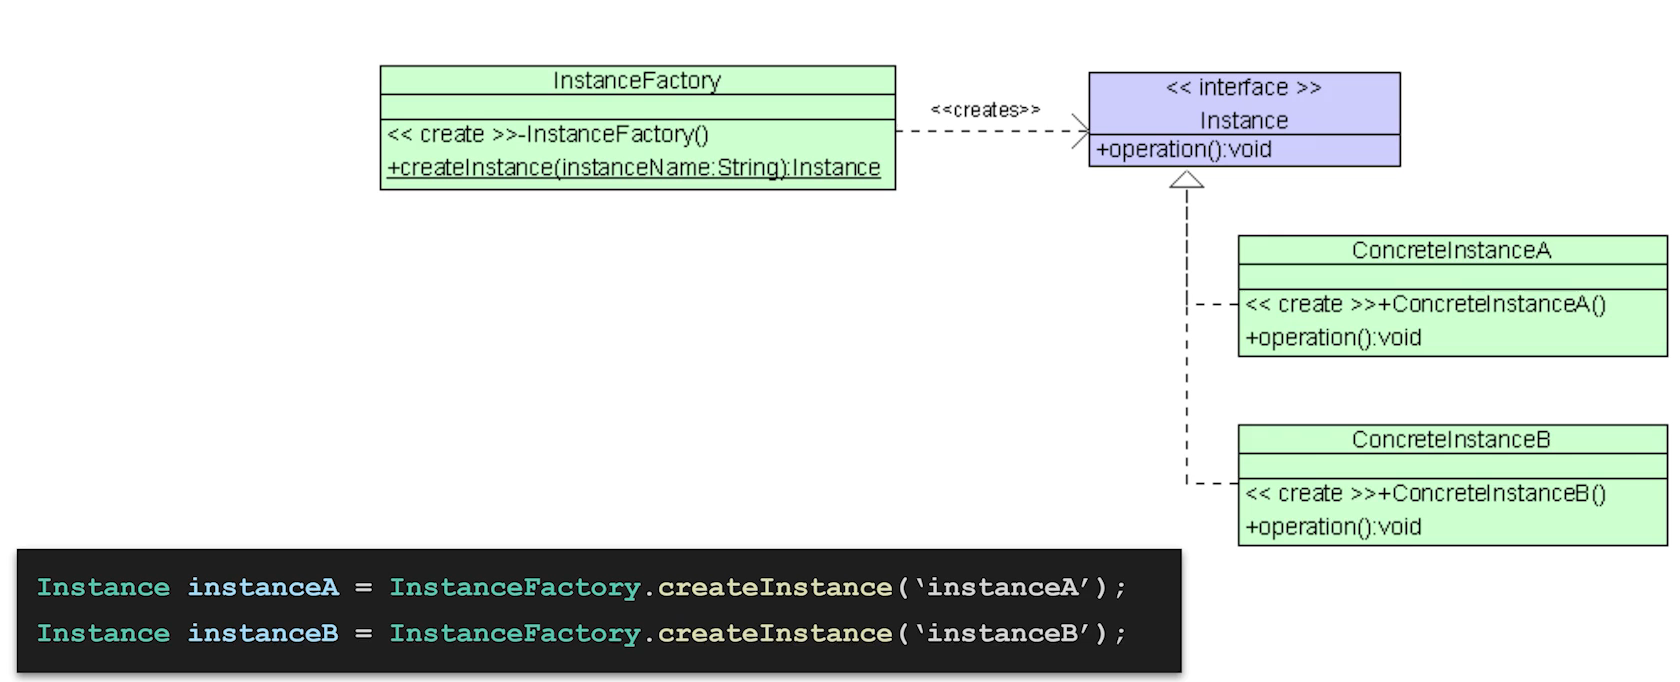 InstanceFactory
<< create >>-InstanceFactory()
+createInstance(instanceName:String):Instance
<<creates>>
<< interface >>
Instance
+operation():void
ConcreteInstanceA
<< create >>+ConcreteInstanceA()
+operation():void
ConcreteInstanceB
<< create >>+ConcreteInstanceB()
+operation():void
Instance instanceA = InstanceFactory.createInstance(‘instanceA’);
Instance instanceB = InstanceFactory.createInstance(‘instanceB’);